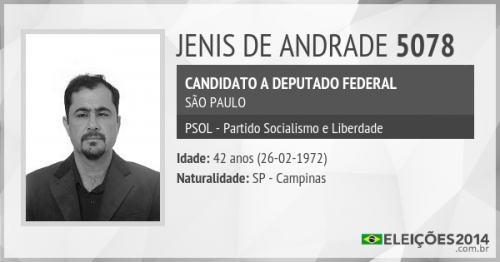 JENIS DE ANDRADE 5078
CANDIDATO A DEPUTADO FEDERAL
SÃO PAULO
PSOL - Partido Socialismo e Liberdade
Idade: 42 anos (26-02-1972)
Naturalidade: SP - Campinas
ELEIÇÕES2014
.com.br